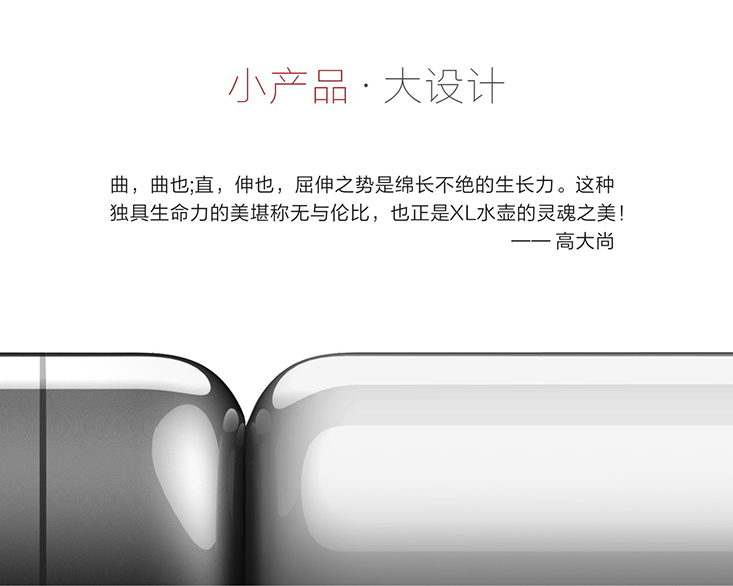 小产品·大设计
曲，曲也;直，伸也，屈伸之势是绵长不绝的生长力。这种
独具生命力的美堪称无与伦比，也正是XL水壶的灵魂之美！
—— 高大尚